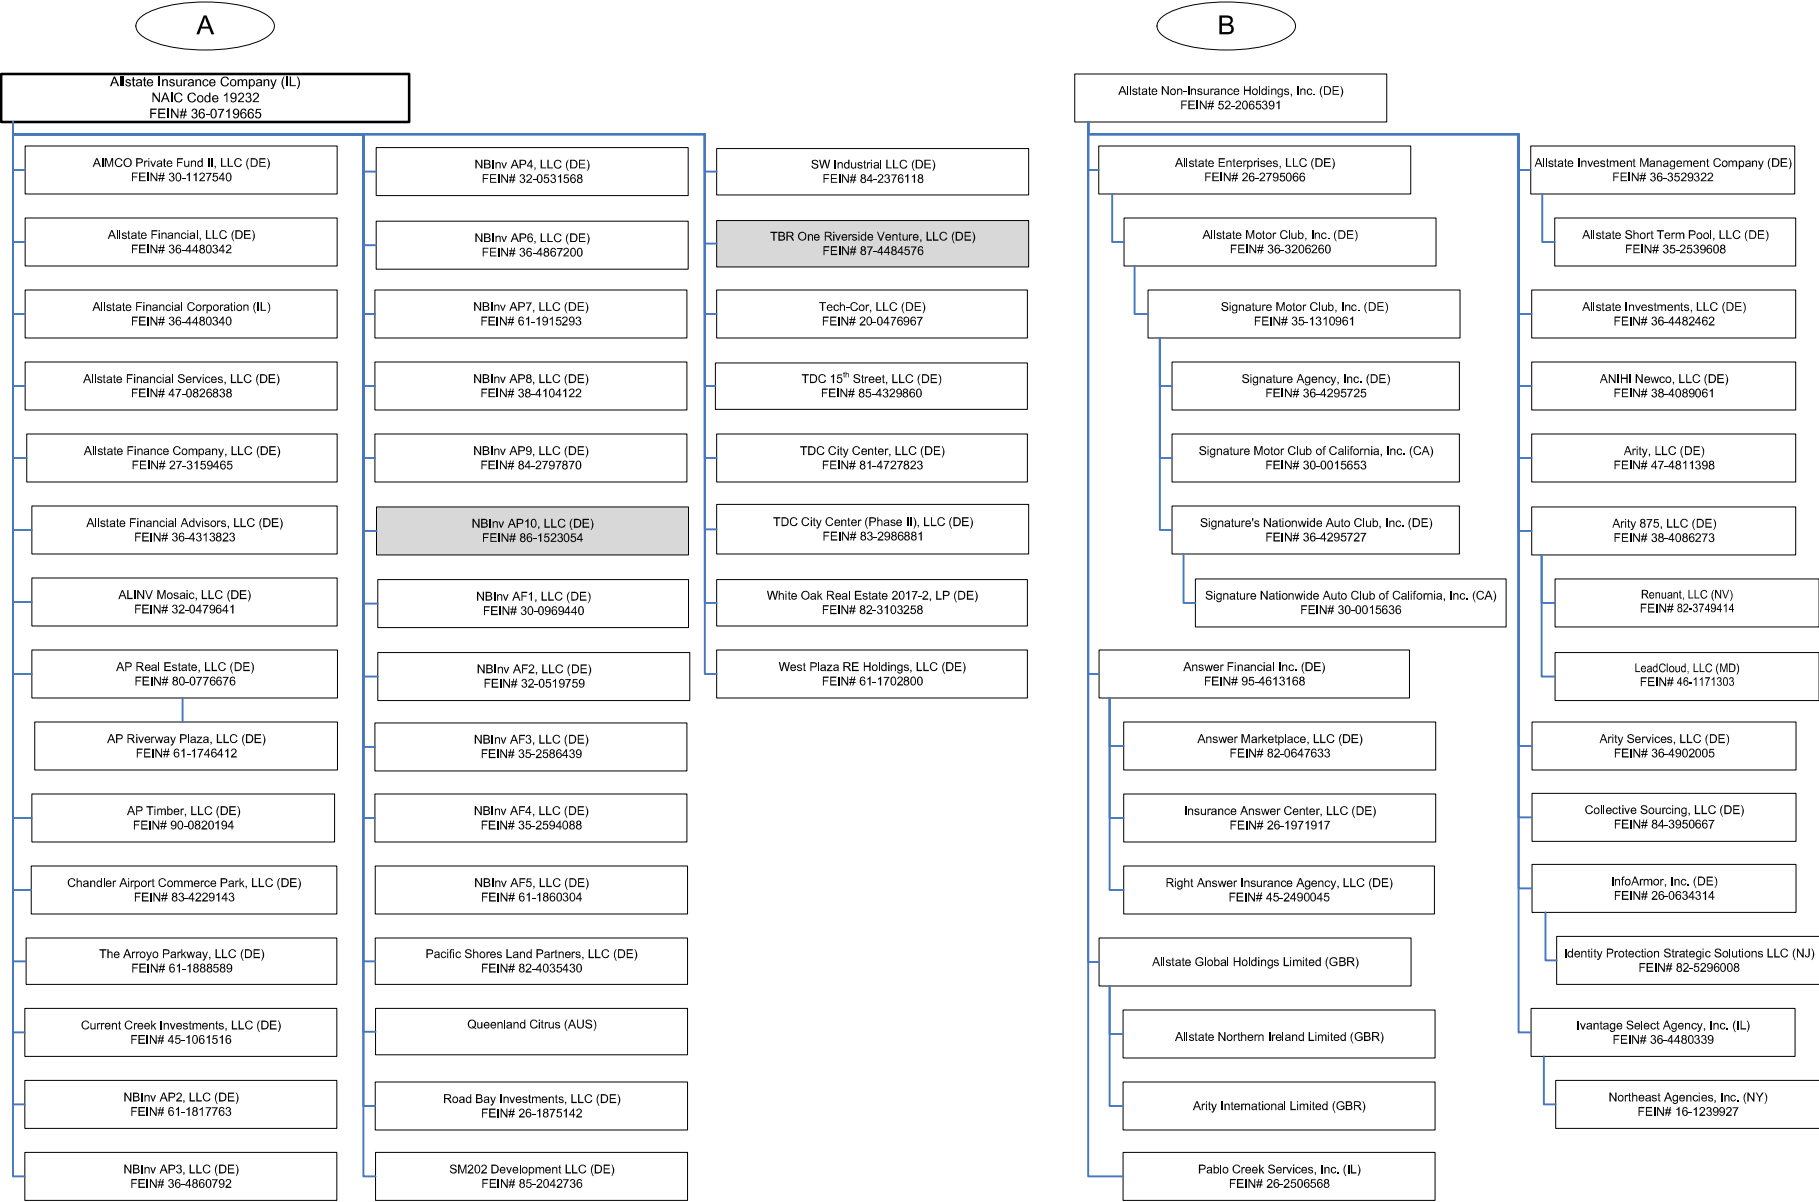 A
Allstate Insurance Company (IL)
NAIC Code 19232
FEIN# 36-0719665
AIMCO Private Fund II, LLC (DE)
FEIN# 30-1127540
Allstate Financial, LLC (DE)
FEIN# 36-4480342
Allstate Financial Corporation (IL)
FEIN# 36-4480340
Allstate Financial Services, LLC (DE)
FEIN# 47-0826838
Allstate Finance Company, LLC (DE)
FEIN# 27-3159465
Allstate Financial Advisors, LLC (DE)
FEIN# 36-4313823
ALINV Mosaic, LLC (DE)
FEIN# 32-0479641
AP Real Estate, LLC (DE)
FEIN# 80-0776676
AP Riverway Plaza, LLC (DE)
FEIN# 61-1746412
AP Timber, LLC (DE)
FEIN# 90-0820194
Chandler Airport Commerce Park, LLC (DE)
FEIN# 83-4229143
The Arroyo Parkway, LLC (DE)
FEIN# 61-1888589
Current Creek Investments, LLC (DE)
FEIN# 45-1061516
NBInv AP2, LLC (DE)
FEIN# 61-1817763
NBInv AP3, LLC (DE)
FEIN# 36-4860792
NBInv AP4, LLC (DE)
FEIN# 32-0531568
NBInv AP6, LLC (DE)
FEIN# 36-4867200
NBInv AP7, LLC (DE)
FEIN# 61-1915293
NBInv AP8, LLC (DE)
FEIN# 38-4104122
NBInv AP9, LLC (DE)
FEIN# 84-2797870
NBInv AP10, LLC (DE)
FEIN# 86-1523054
NBInv AF1, LLC (DE)
FEIN# 30-0969440
NBInv AF2, LLC (DE)
FEIN# 32-0519759
NBInv AF3, LLC (DE)
FEIN# 35-2586439
NBInv AF4, LLC (DE)
FEIN# 35-2594088
NBInv AF5, LLC (DE)
FEIN# 61-1860304
Pacific Shores Land Partners, LLC (DE)
FEIN# 82-4035430
Queenland Citrus (AUS)
Road Bay Investments, LLC (DE)
FEIN# 26-1875142
SM202 Development LLC (DE)
FEIN# 85-2042736
SW Industrial LLC (DE)
FEIN# 84-2376118
TBR One Riverside Venture, LLC (DE)
FEIN# 87-4484576
Tech-Cor, LLC (DE)
FEIN# 20-0476967
TDC 15th Street, LLC (DE)
FEIN# 85-4329860
TDC City Center, LLC (DE)
FEIN# 81-4727823
TDC City Center (Phase II), LLC (DE)
FEIN# 83-2986881
White Oak Real Estate 2017-2, LP (DE)
FEIN# 82-3103258
West Plaza RE Holdings, LLC (DE)
FEIN# 61-1702800
B
Allstate Non-Insurance Holdings, Inc. (DE)
FEIN# 52-2065391
Allstate Enterprises, LLC (DE)
FEIN# 26-2795066
Allstate Motor Club, Inc. (DE)
FEIN# 36-3206260
Signature Motor Club, Inc. (DE)
FEIN# 35-1310961
Signature Agency, Inc. (DE)
FEIN# 36-4295725
Signature Motor Club of California, Inc. (CA)
FEIN# 30-0015653
Signature's Nationwide Auto Club, Inc. (DE)
FEIN# 36-4295727
Signature Nationwide Auto Club of California, Inc. (CA)
FEIN# 30-0015636
Answer Financial Inc. (DE)
FEIN# 95-4613168
Answer Marketplace, LLC (DE)
FEIN# 82-0647633
Insurance Answer Center, LLC (DE)
FEIN# 26-1971917
Right Answer Insurance Agency, LLC (DE)
FEIN# 45-2490045
Allstate Global Holdings Limited (GBR)
Allstate Northern Ireland Limited (GBR)
Arity International Limited (GBR)
Pablo Creek Services, Inc. (IL)
FEIN# 26-2506568
Allstate Investment Management Company (DE)
FEIN# 36-3529322
Allstate Short Term Pool, LLC (DE)
FEIN# 35-2539608
Allstate Investments, LLC (DE)
FEIN# 36-4482462
ANIHI Newco, LLC (DE)
FEIN# 38-4089061
Arity, LLC (DE)
FEIN# 47-4811398
Arity 875, LLC (DE)
FEIN# 38-4086273
Renuant, LLC (NV)
FEIN# 82-3749414
LeadCloud, LLC (MD)
FEIN# 46-1171303
Arity Services, LLC (DE)
FEIN# 36-4902005
Collective Sourcing, LLC (DE)
FEIN# 84-3950667
InfoArmor, Inc. (DE)
FEIN# 26-0634314
Identity Protection Strategic Solutions LLC (NJ)
FEIN# 82-5296008
Ivantage Select Agency, Inc. (IL)
FEIN# 36-4480339
Northeast Agencies, Inc. (NY)
FEIN# 16-1239927